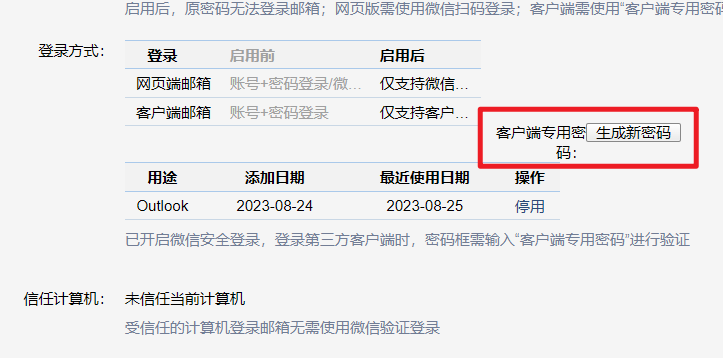 启用后，原密码无法登录邮箱；网页版需使用微信扫码登录；客户端需使用“客户端专用密码
登录方式： 登录 启用前 启用后
网页端邮箱 账号+密码登录/微... 仅支持微信...
客户端邮箱 账号+密码登录 仅支持客户...
客户端专用密 生成新密码
码：
用途 添加日期 最近使用日期 操作
Outlook 2023-08-24 2023-08-25 停用
已开启微信安全登录，登录第三方客户端时，密码框需输入“客户端专用密码”进行验证
信任计算机： 未信任当前计算机
受信任的计算机登录邮箱无需使用微信验证登录